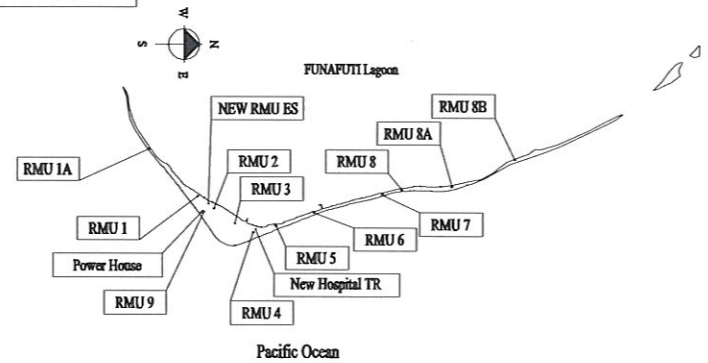 W
S
N
E
FUNAFUTI Lagoon
NEW RMU ES
RMU 8B
RMU 8A
RMU 2
RMU 8
RMU 1A
RMU 3
RMU 1
RMU 7
RMU 6
RMU 5
Power House
New Hospital TR
RMU 9
RMU 4
Pacific Ocean